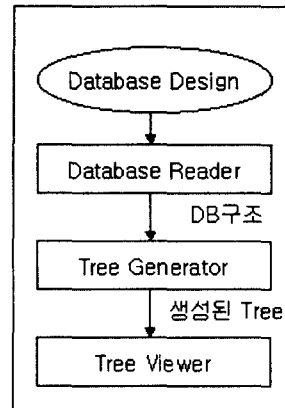 Database Design
Database Reader
DB구조
Tree Generator
생성된 Tree
Tree Viewer